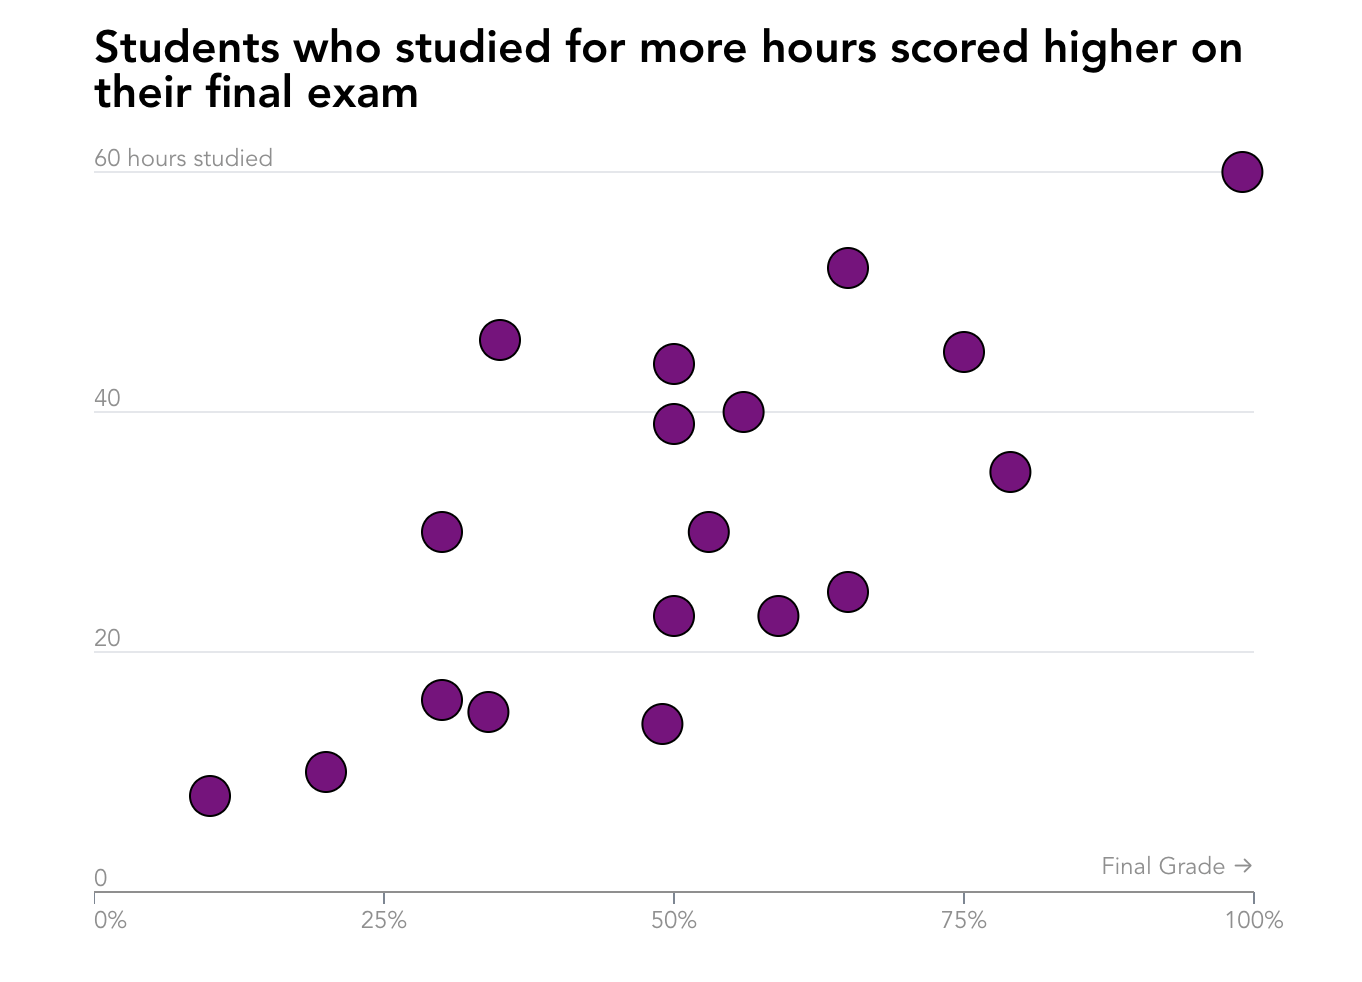 Students who studied for more hours scored higher on
their final exam
60 hours studied
40
20
0
Final Grade →
0%
25%
50%
75%
100%